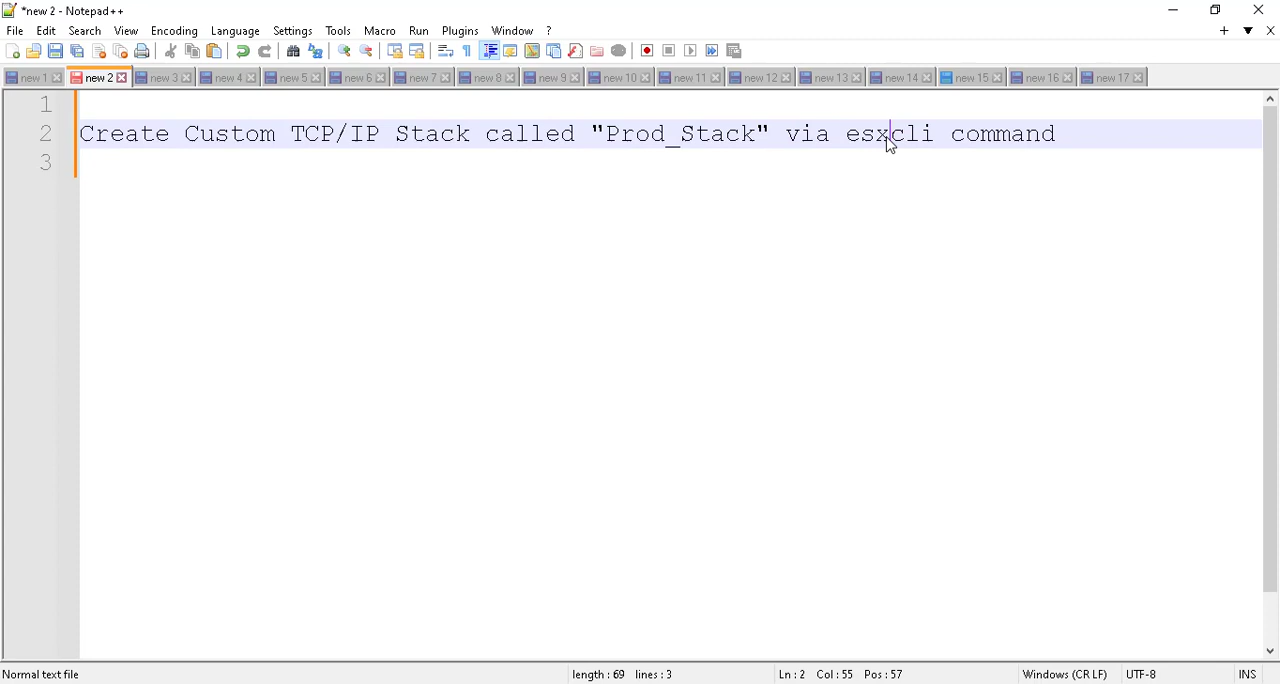 *new 2 - Notepad++
File Edit Search View Encoding Language Settings Tools Macro Run Plugins Window ?
new 1 new 2 new 3 new 4 new 5 new 6 new 7 new 8 new 9 new 10 new 11 new 12 new 13 new 14 new 15 new 16 new 17
1
2 Create Custom TCP/IP Stack called "Prod_Stack" via esxcli command
3
Normal text file length : 69 lines : 3 Ln : 2 Col : 55 Pos : 57 Windows (CR LF) UTF-8 INS